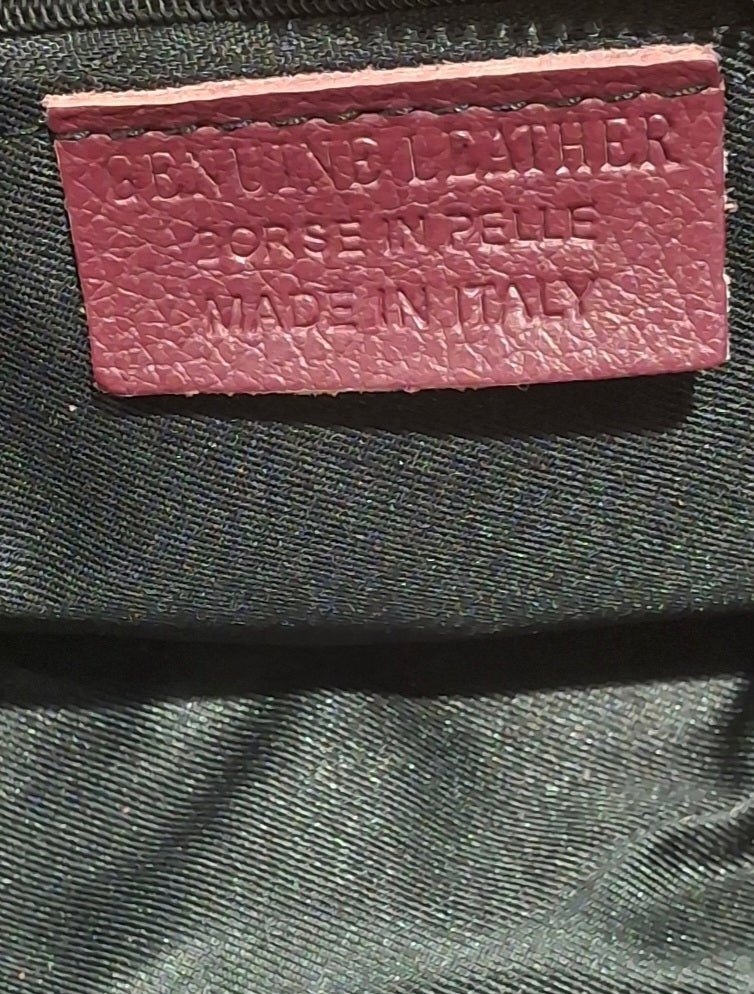 GENUINE LEATHER
BORSE IN PELLE
MADE IN ITALY